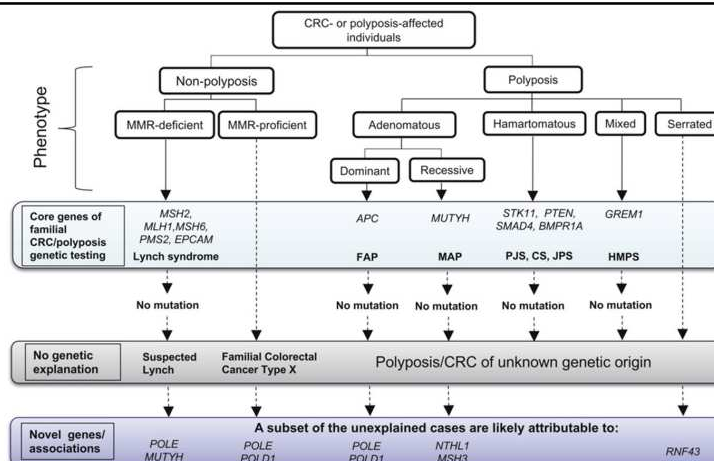 CRC- or polyposis-affected
individuals
Phenotype
Non-polyposis
Polyposis
MMR-deficient
MMR-proficient
Adenomatous
Hamartomatous
Mixed
Serrated
Dominant
Recessive
Core genes of
familial
CRC/polyposis
genetic testing
MSH2,
MLH1,MSH6,
PMS2, EPCAM
Lynch syndrome
APC
FAP
MUTYH
MAP
STK11, PTEN,
SMAD4, BMPR1A
PJS, CS, JPS
GREM1
HMPS
No mutation
No mutation
No mutation
No mutation
No mutation
No genetic
explanation
Suspected
Lynch
Familial Colorectal
Cancer Type X
Polyposis/CRC of unknown genetic origin
Novel genes/
associations
A subset of the unexplained cases are likely attributable to:
POLE
MUTYH
POLE
POLD1
POLE
POLD1
NTHL1
MSH3
RNF43